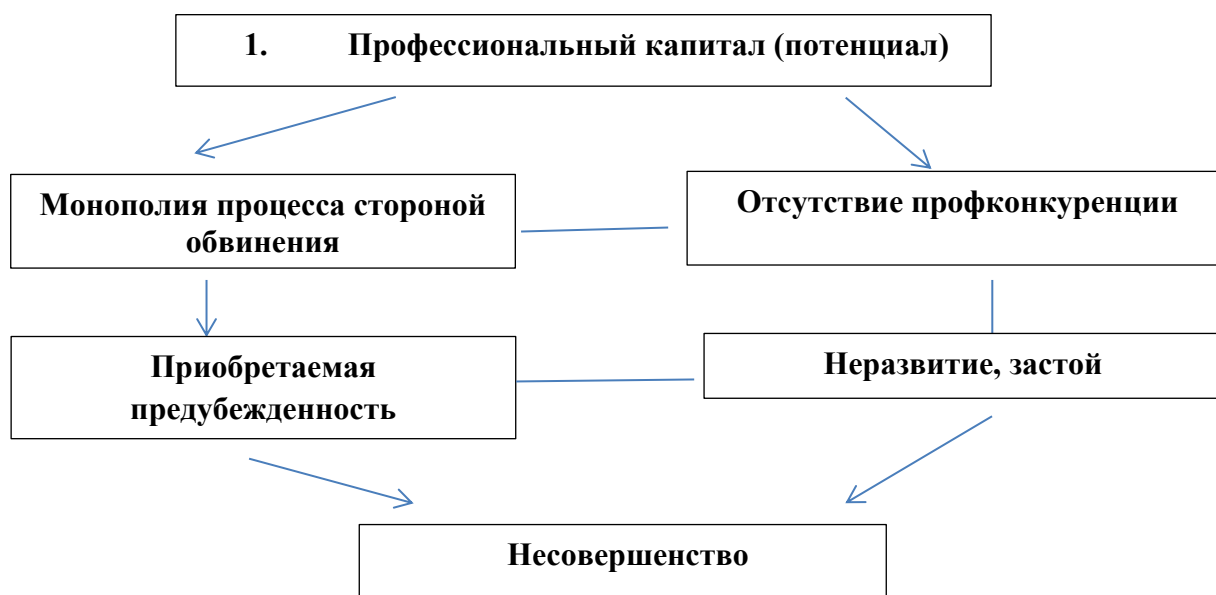 1. Профессиональный капитал (потенциал)
Монополия процесса стороной
обвинения
Отсутствие профконкуренции
Приобретаемая
предубежденность
Неразвитие, застой
Несовершенство